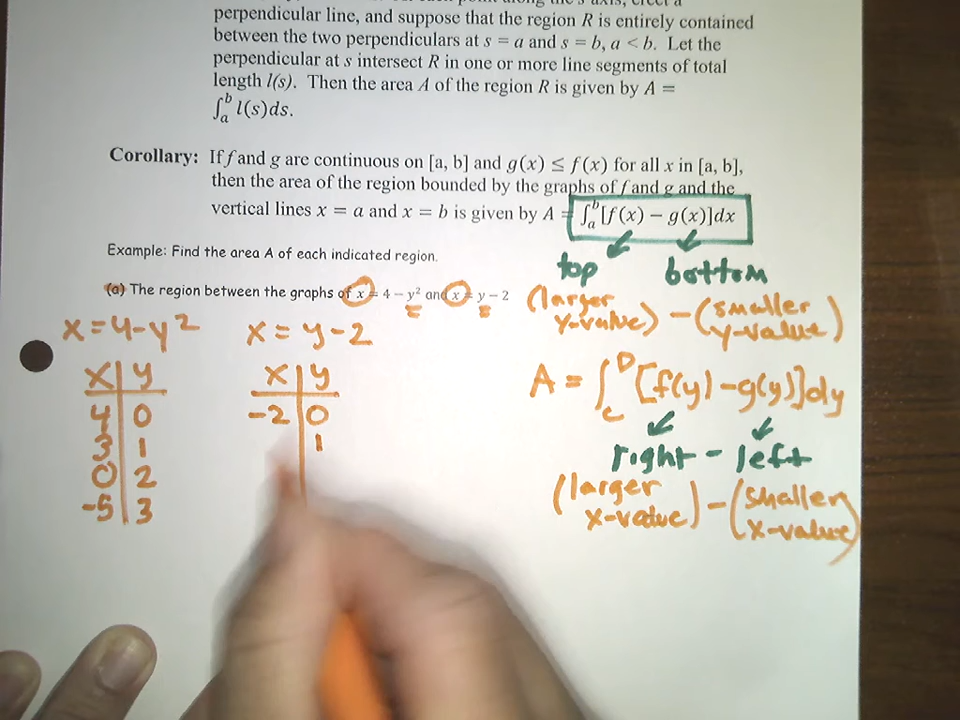 perpendicular line, and suppose that the region R is entirely contained
between the two perpendiculars at s = a and s = b, a < b. Let the
perpendicular at s intersect R in one or more line segments of total
length l(s). Then the area A of the region R is given by A =
∫_a^b l(s)ds.
Corollary: If f and g are continuous on [a, b] and g(x) ≤ f(x) for all x in [a, b],
then the area of the region bounded by the graphs of f and g and the
vertical lines x = a and x = b is given by A = ∫_a^b [f(x) − g(x)]dx
Example: Find the area A of each indicated region.
top bottom
(a) The region between the graphs of x = 4 − y² and x = y − 2
(larger y-value) − (smaller y-value)
x = 4 − y² x = y − 2
x y
4 0
3 1
0 2
-5 3
x y
-2 0
1
A = ∫_c^D [f(y) − g(y)]dy
right − left
(larger x-value) − (smaller x-value)